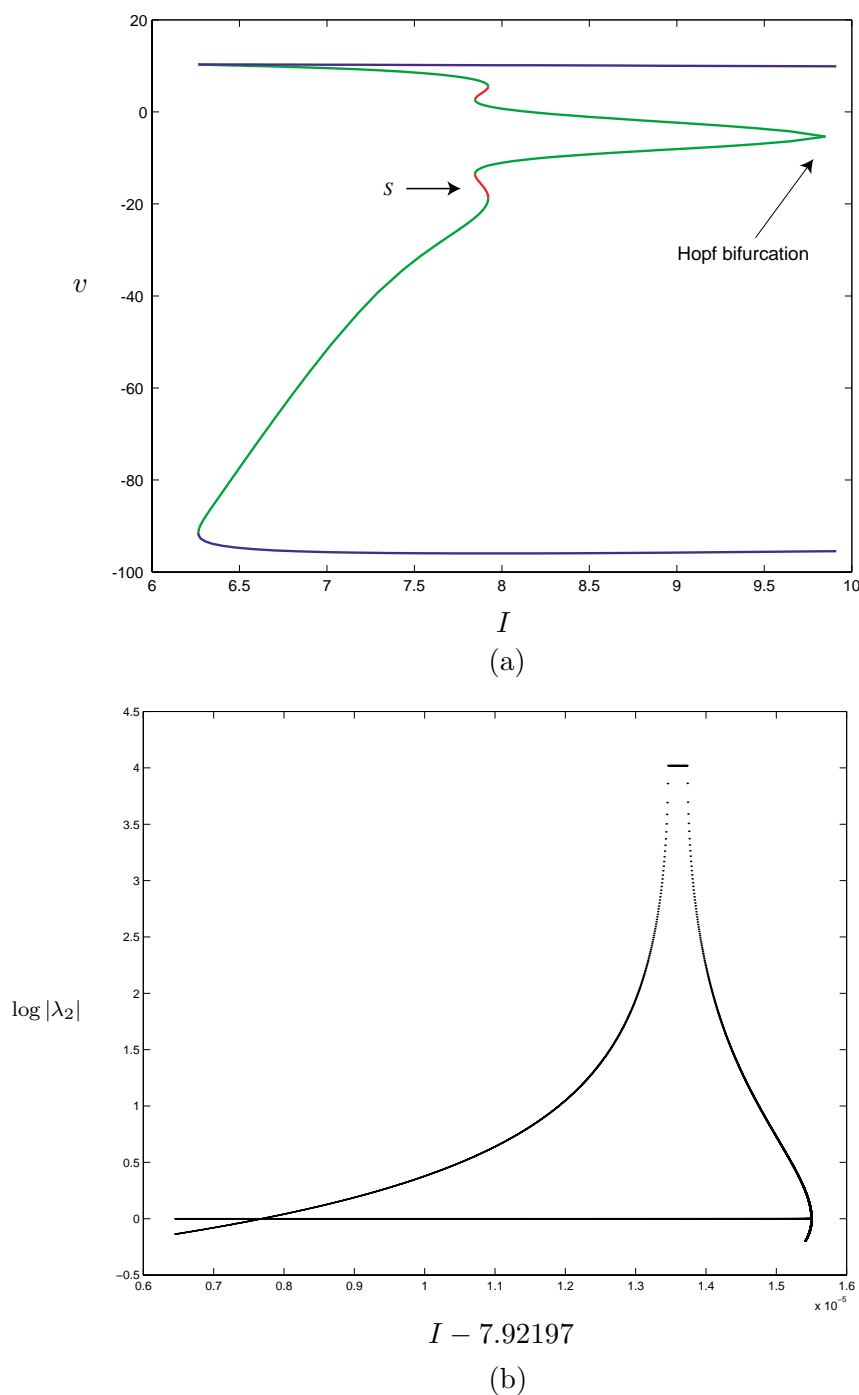 20
0
-20
-40
-60
-80
-100
v
S
Hopf bifurcation
6 6.5 7 7.5 8 8.5 9 9.5 10
I
(a)
4.5
4
3.5
3
2.5
2
1.5
1
0.5
0
−0.5
log |λ₂|
0.6 0.7 0.8 0.9 1 1.1 1.2 1.3 1.4 1.5 1.6
x 10⁻⁵
I − 7.92197
(b)